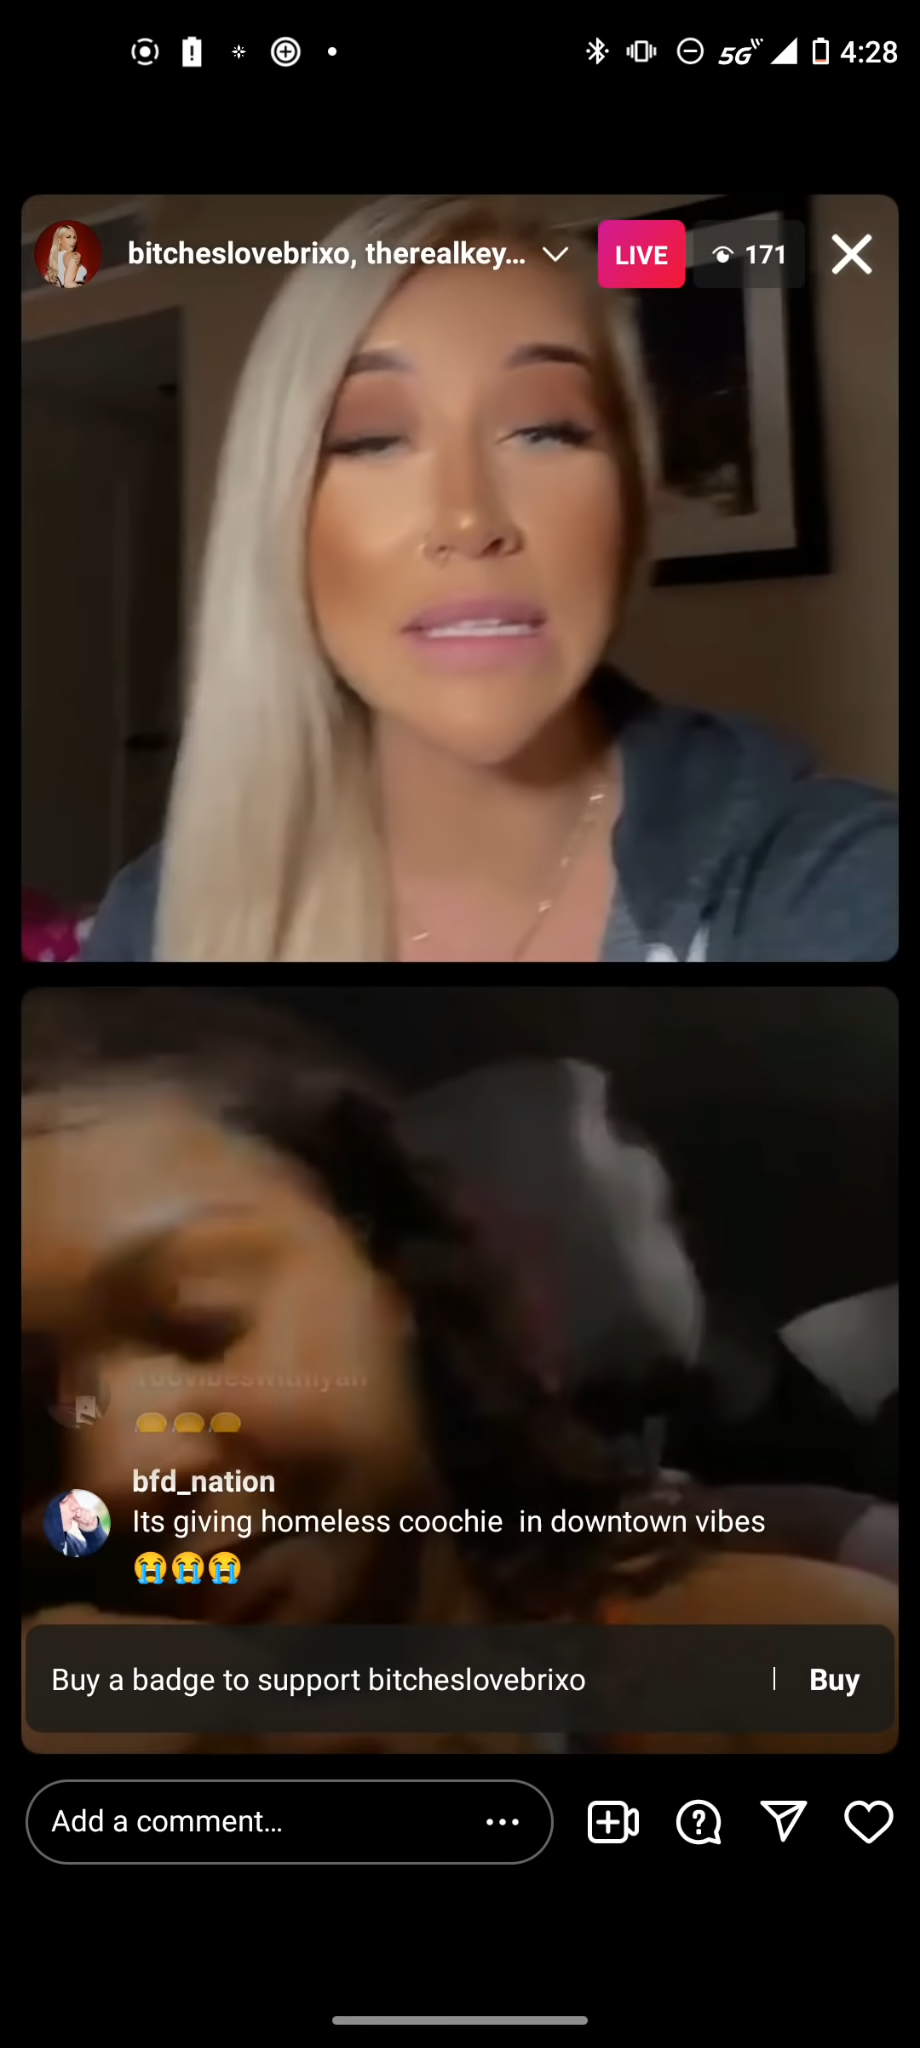 5G 4:28
bitcheslovebrixo, therealkey... LIVE 171
bfd_nation
Its giving homeless coochie in downtown vibes
😭😭😭
Buy a badge to support bitcheslovebrixo | Buy
Add a comment...